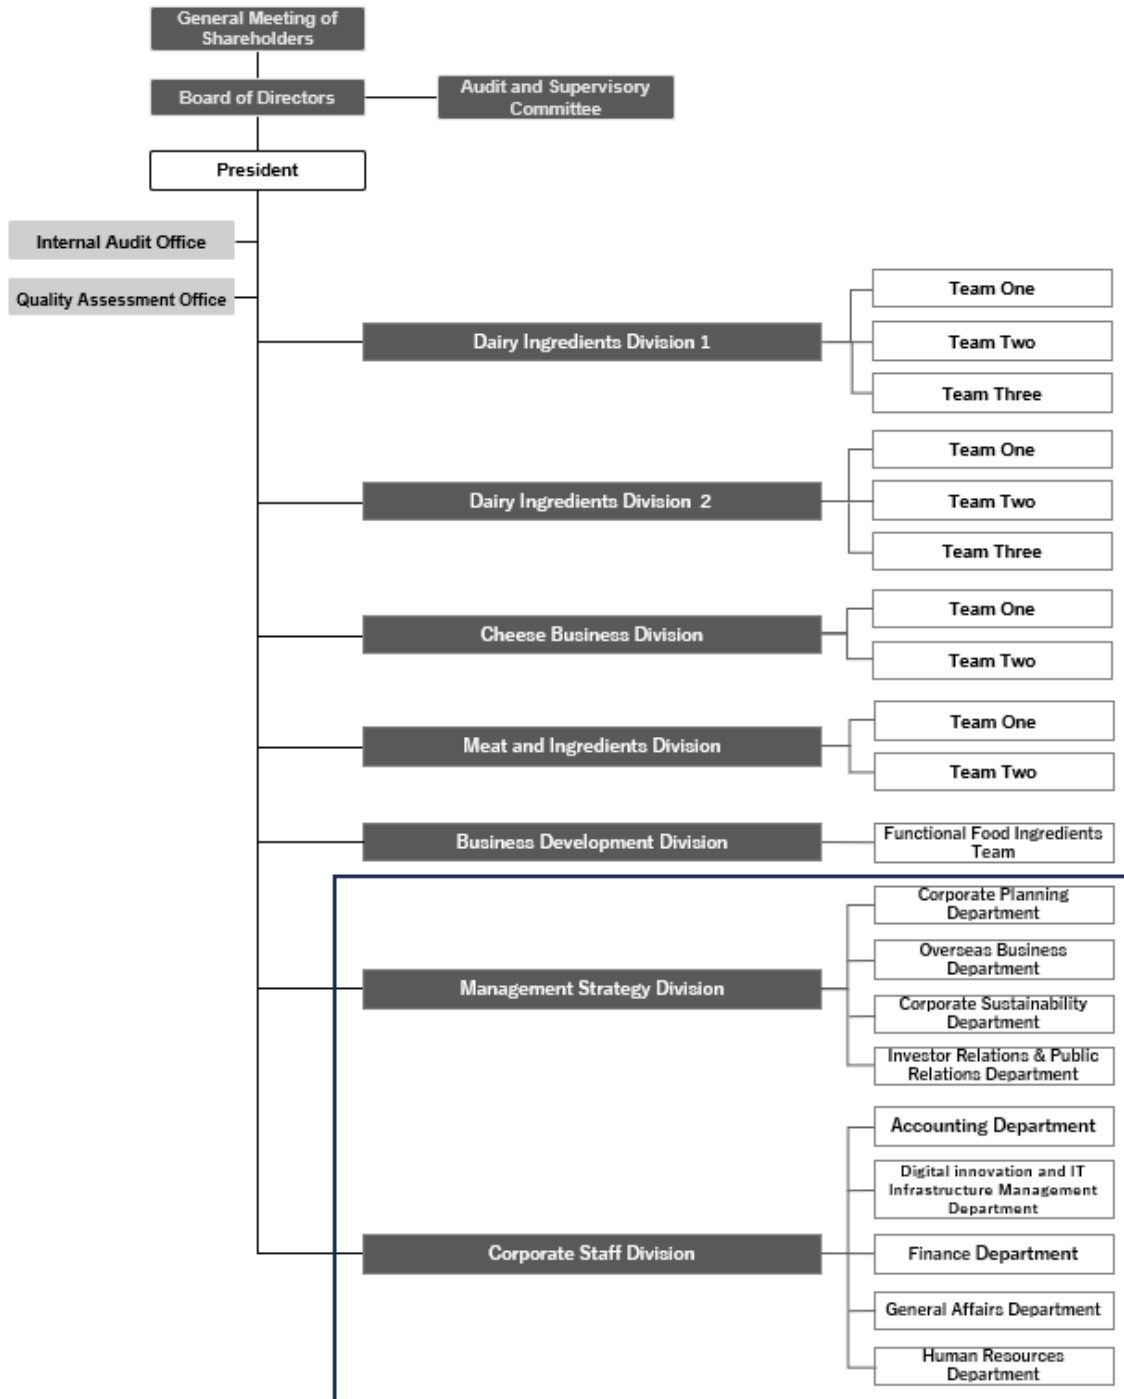 General Meeting of
Shareholders
Board of Directors
Audit and Supervisory
Committee
President
Internal Audit Office
Quality Assessment Office
Dairy Ingredients Division 1
Team One
Team Two
Team Three
Dairy Ingredients Division 2
Team One
Team Two
Team Three
Cheese Business Division
Team One
Team Two
Meat and Ingredients Division
Team One
Team Two
Business Development Division
Functional Food Ingredients
Team
Management Strategy Division
Corporate Planning
Department
Overseas Business
Department
Corporate Sustainability
Department
Investor Relations & Public
Relations Department
Corporate Staff Division
Accounting Department
Digital innovation and IT
Infrastructure Management
Department
Finance Department
General Affairs Department
Human Resources
Department